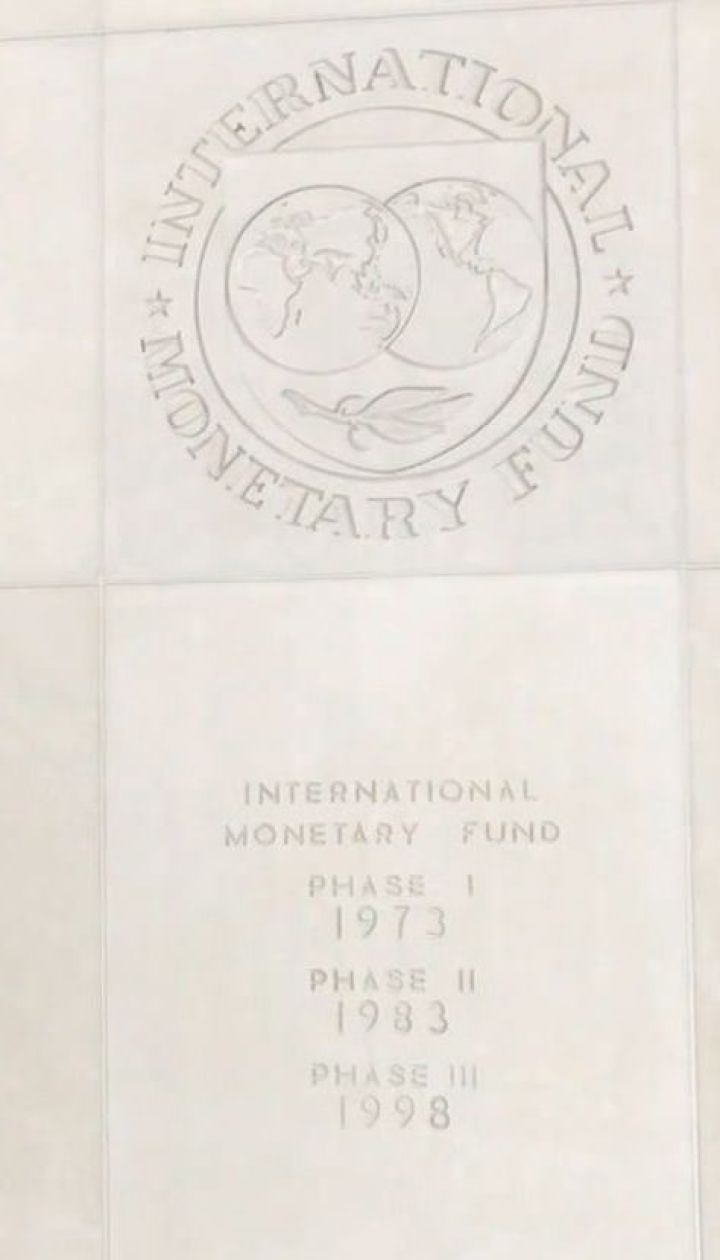 INTERNATIONAL
MONETARY FUND
INTERNATIONAL
MONETARY FUND
PHASE I
1973
PHASE II
1983
PHASE III
1998